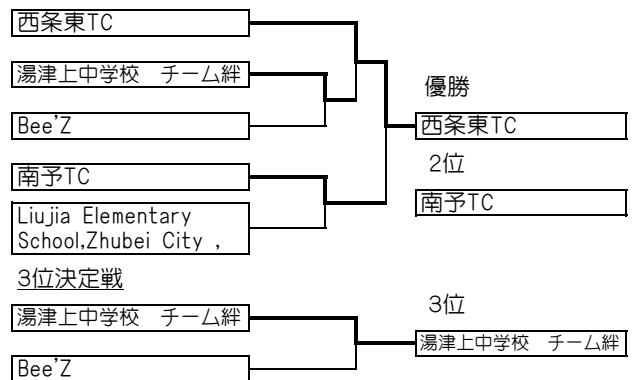 西条東TC
湯津上中学校　チーム絆
Bee'Z
南予TC
Liujia Elementary
School,Zhubei City ,
優勝
西条東TC
2位
南予TC
3位決定戦
湯津上中学校　チーム絆
Bee'Z
3位
湯津上中学校　チーム絆